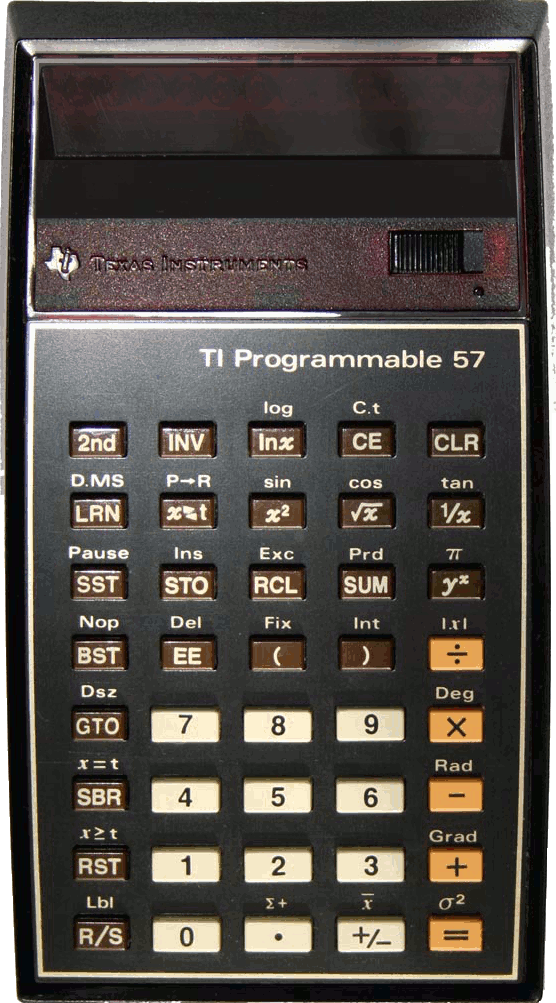 TEXAS INSTRUMENTS
TI Programmable 57
log C.t
2nd INV lnx CE CLR
D.MS P→R sin cos tan
LRN x≷t x² √x 1/x
Pause Ins Exc Prd π
SST STO RCL SUM yˣ
Nop Del Fix Int |x|
BST EE ( ) ÷
Dsz Deg
GTO 7 8 9 ×
x=t Rad
SBR 4 5 6 −
x≥t Grad
RST 1 2 3 +
Lbl Σ+ x̅ σ²
R/S 0 . +/− =